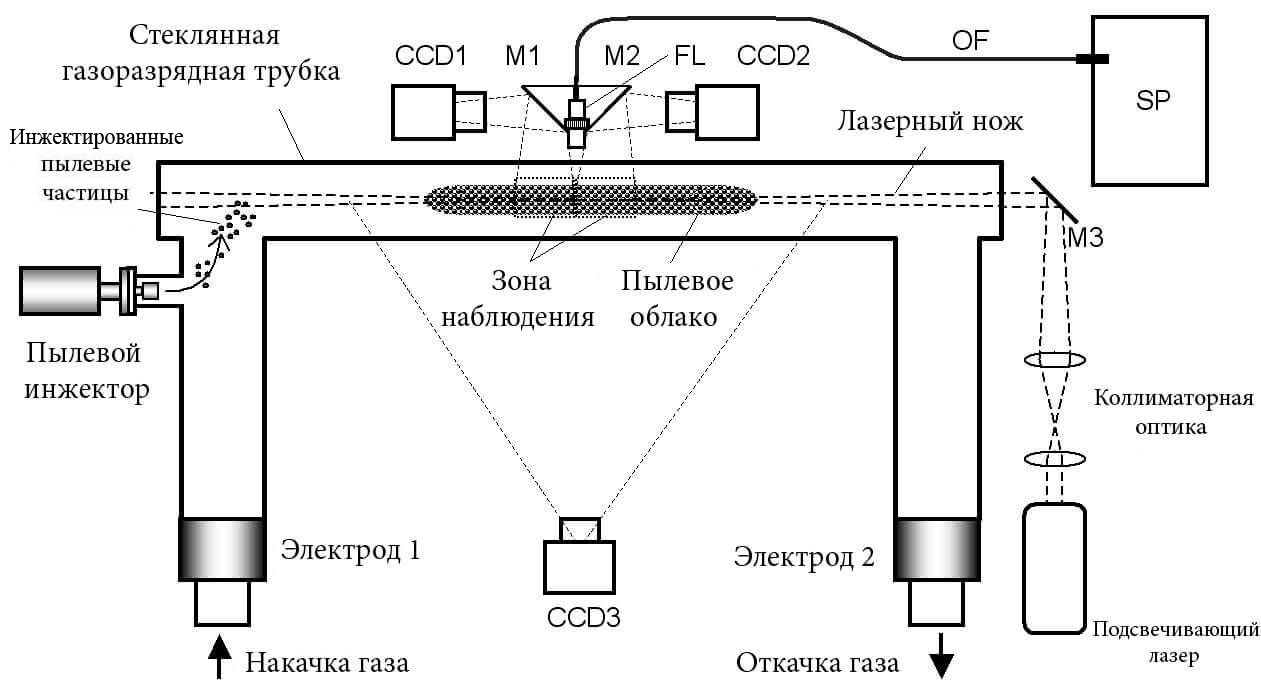 Стеклянная
газоразрядная трубка
CCD1
M1
M2
FL
CCD2
OF
SP
Инжектированные
пылевые
частицы
Лазерный нож
M3
Зона
наблюдения
Пылевое
облако
Пылевой
инжектор
Коллиматорная
оптика
Электрод 1
Электрод 2
CCD3
Накачка газа
Откачка газа
Подсвечивающий
лазер